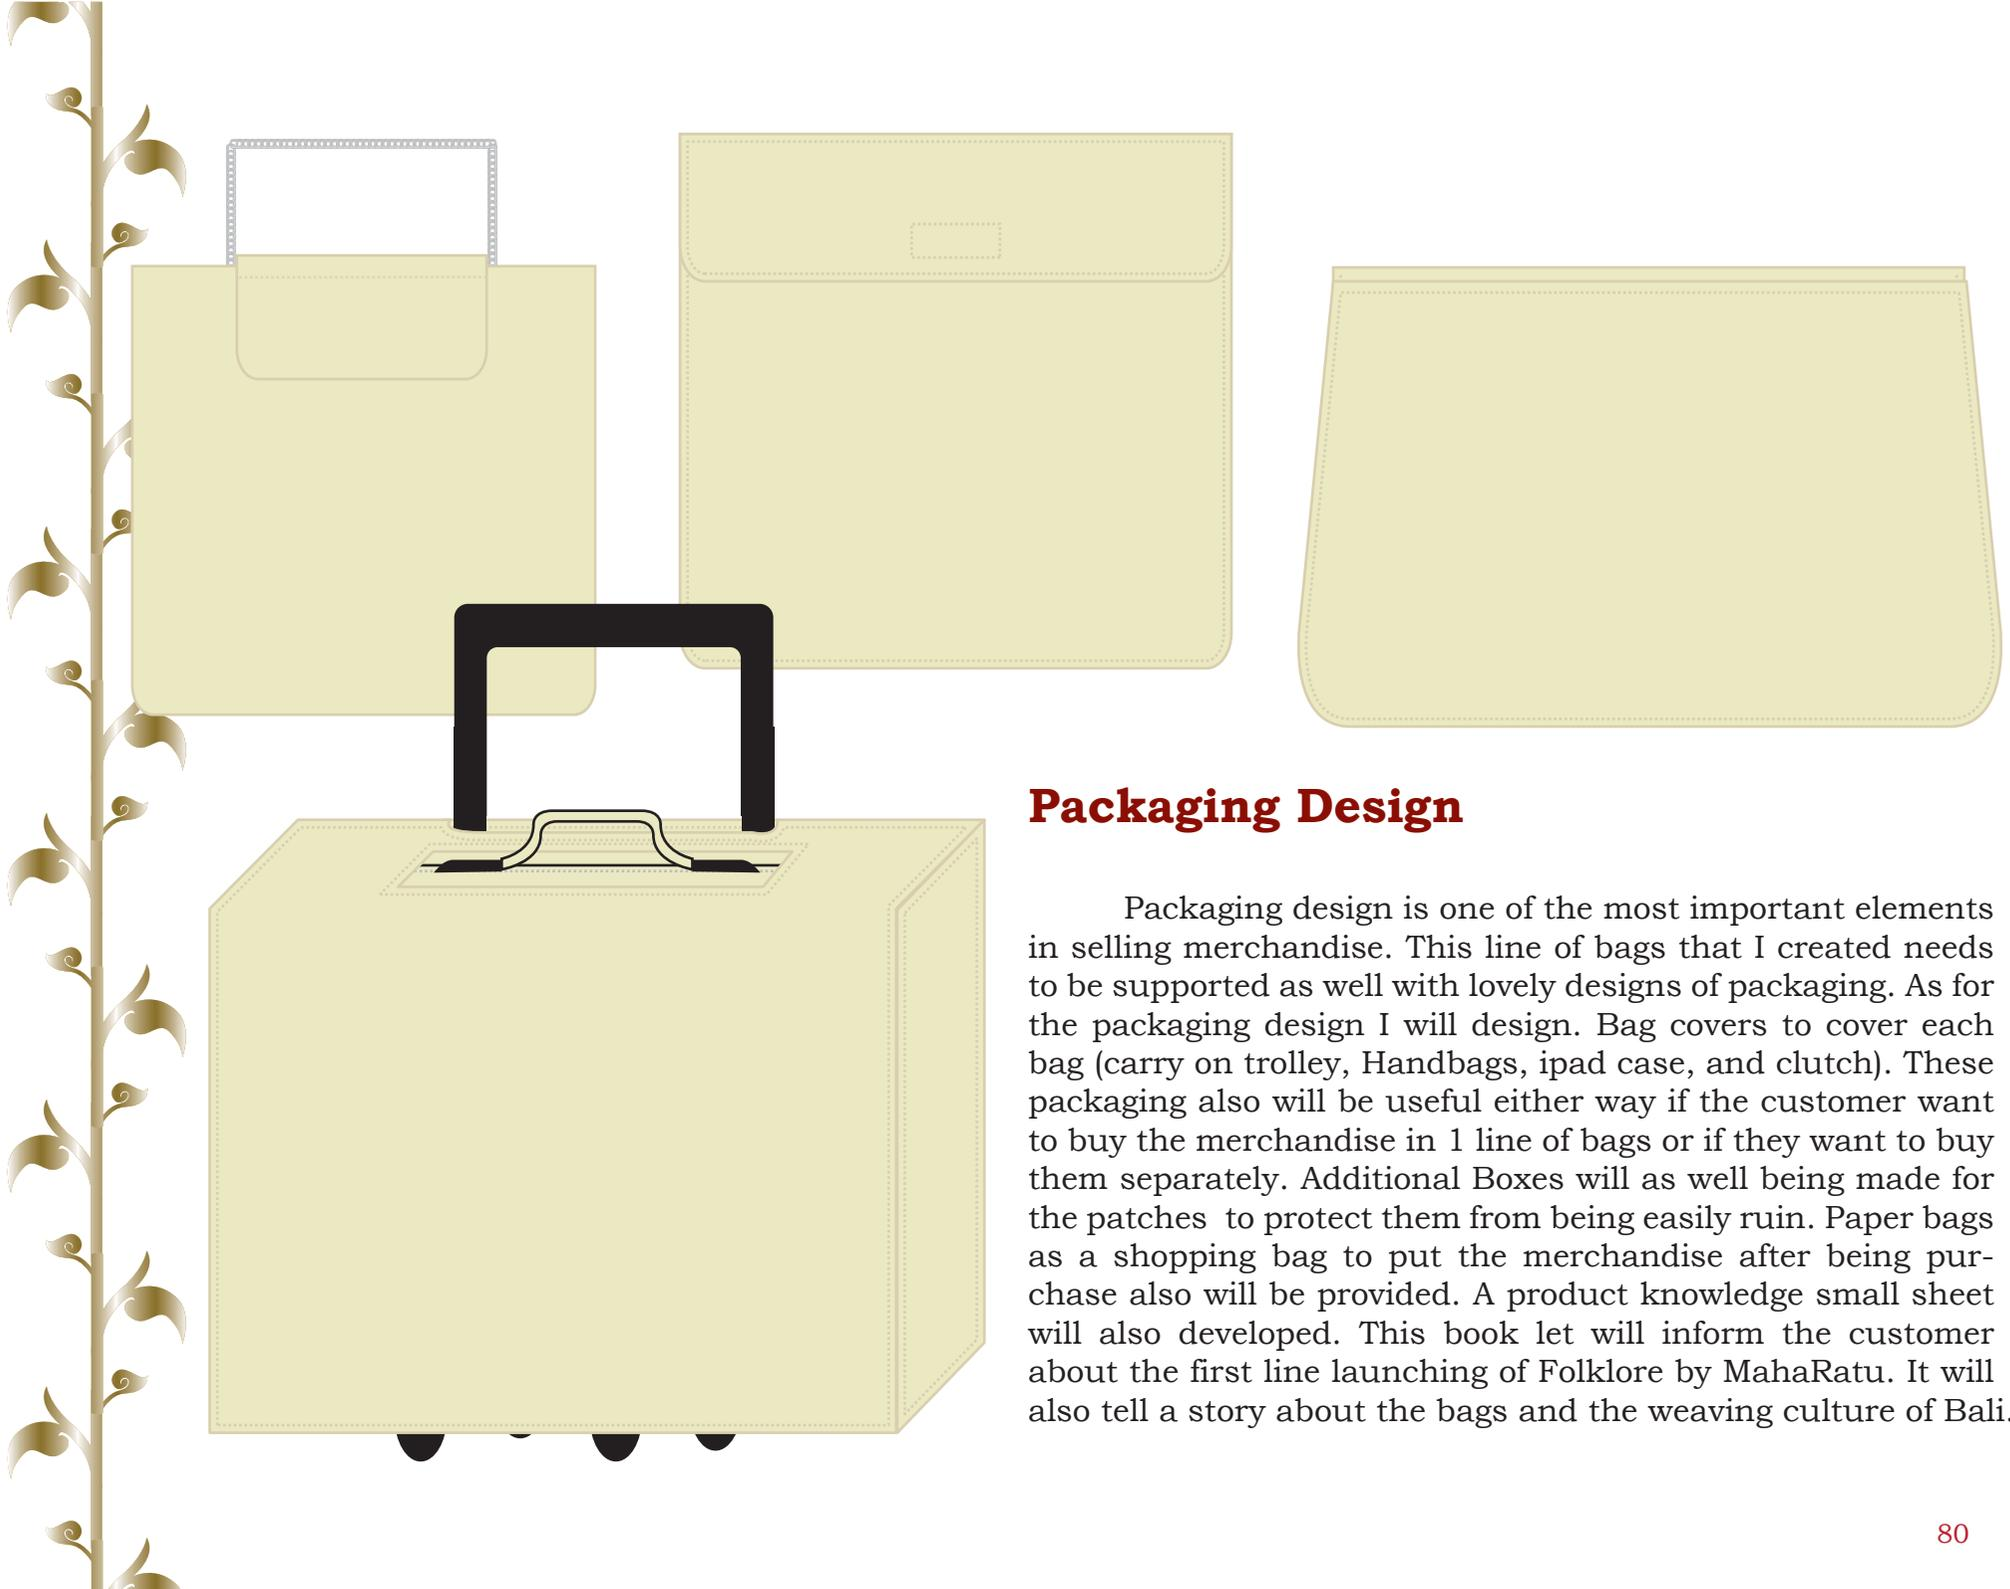 Packaging Design
Packaging design is one of the most important elements
in selling merchandise. This line of bags that I created needs
to be supported as well with lovely designs of packaging. As for
the packaging design I will design. Bag covers to cover each
bag (carry on trolley, Handbags, ipad case, and clutch). These
packaging also will be useful either way if the customer want
to buy the merchandise in 1 line of bags or if they want to buy
them separately. Additional Boxes will as well being made for
the patches  to protect them from being easily ruin. Paper bags
as a shopping bag to put the merchandise after being pur-
chase also will be provided. A product knowledge small sheet
will also developed. This book let will inform the customer
about the first line launching of Folklore by MahaRatu. It will
also tell a story about the bags and the weaving culture of Bali.
80